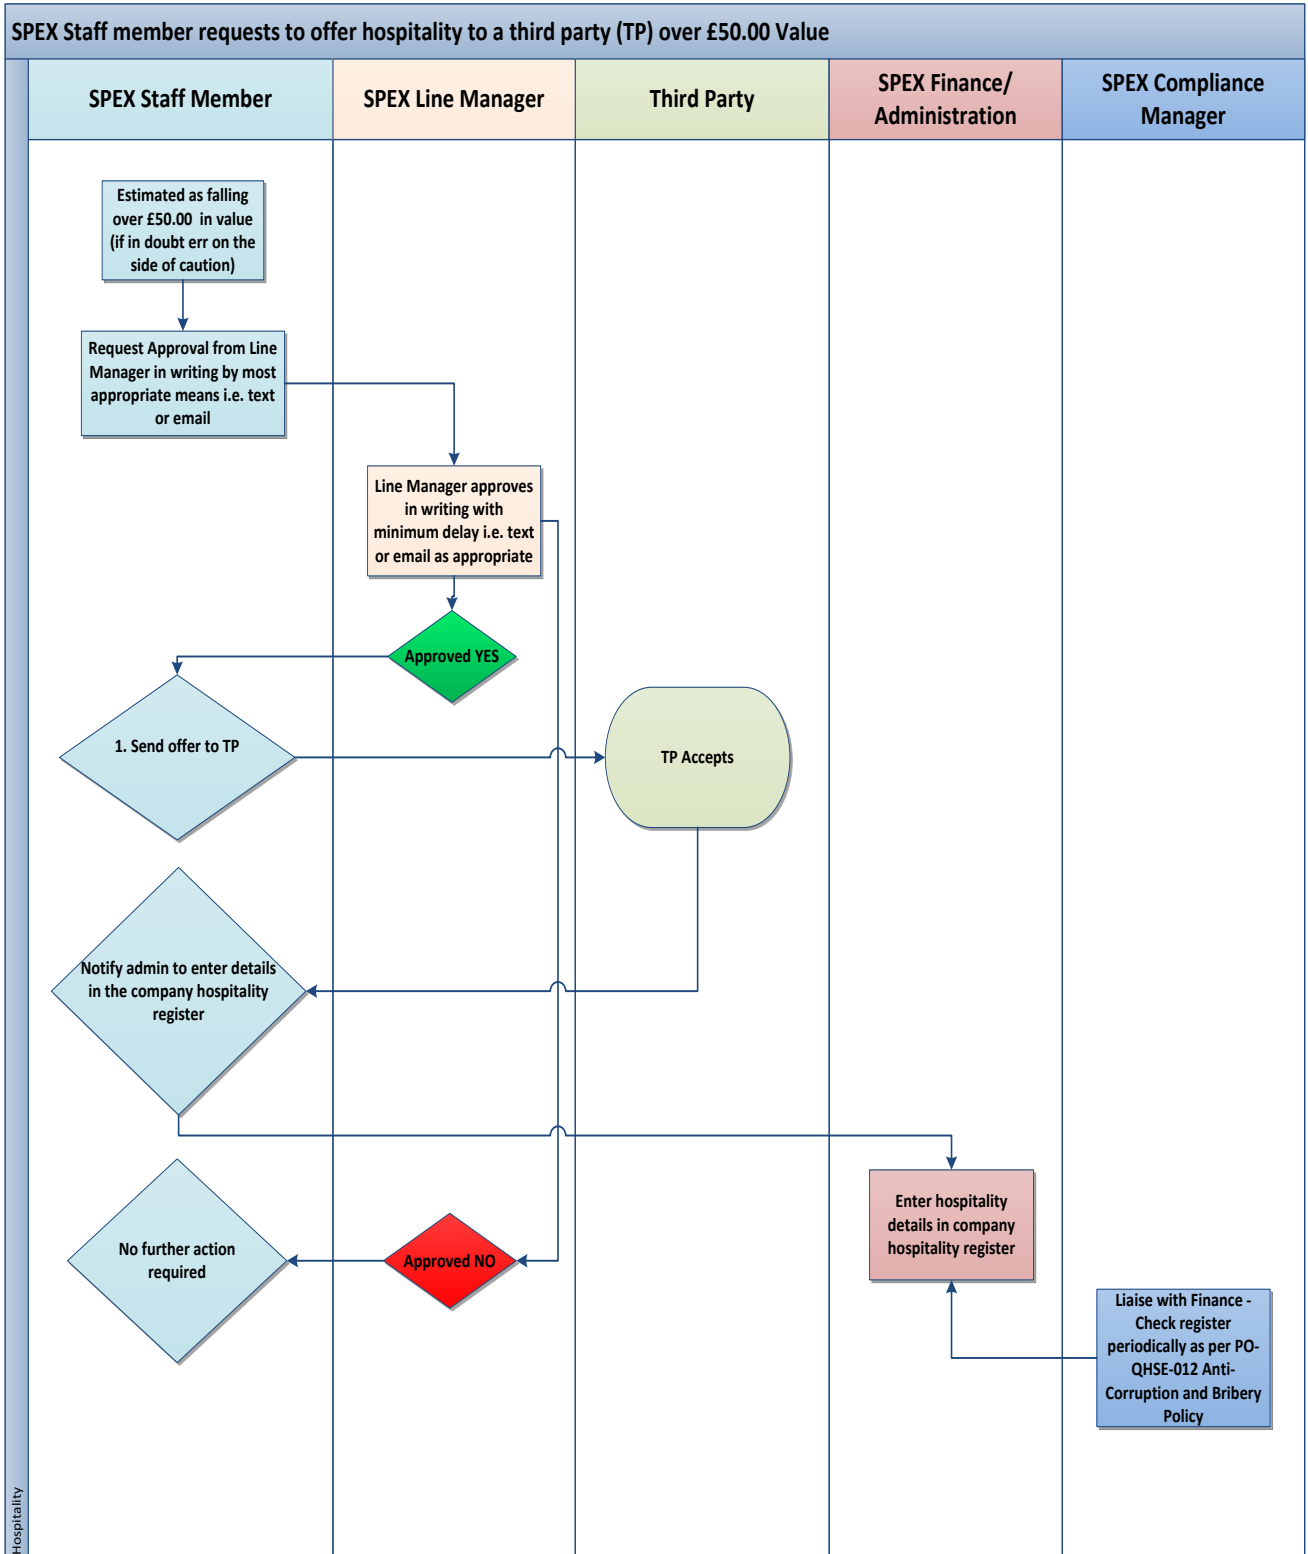 SPEX Staff member requests to offer hospitality to a third party (TP) over £50.00 Value
SPEX Staff Member
SPEX Line Manager
Third Party
SPEX Finance/
Administration
SPEX Compliance
Manager
Estimated as falling
over £50.00 in value
(if in doubt err on the
side of caution)
Request Approval from Line
Manager in writing by most
appropriate means i.e. text
or email
Line Manager approves
in writing with
minimum delay i.e. text
or email as appropriate
Approved YES
1. Send offer to TP
TP Accepts
Notify admin to enter details
in the company hospitality
register
Enter hospitality
details in company
hospitality register
No further action
required
Approved NO
Liaise with Finance -
Check register
periodically as per PO-
QHSE-012 Anti-
Corruption and Bribery
Policy
Hospitality